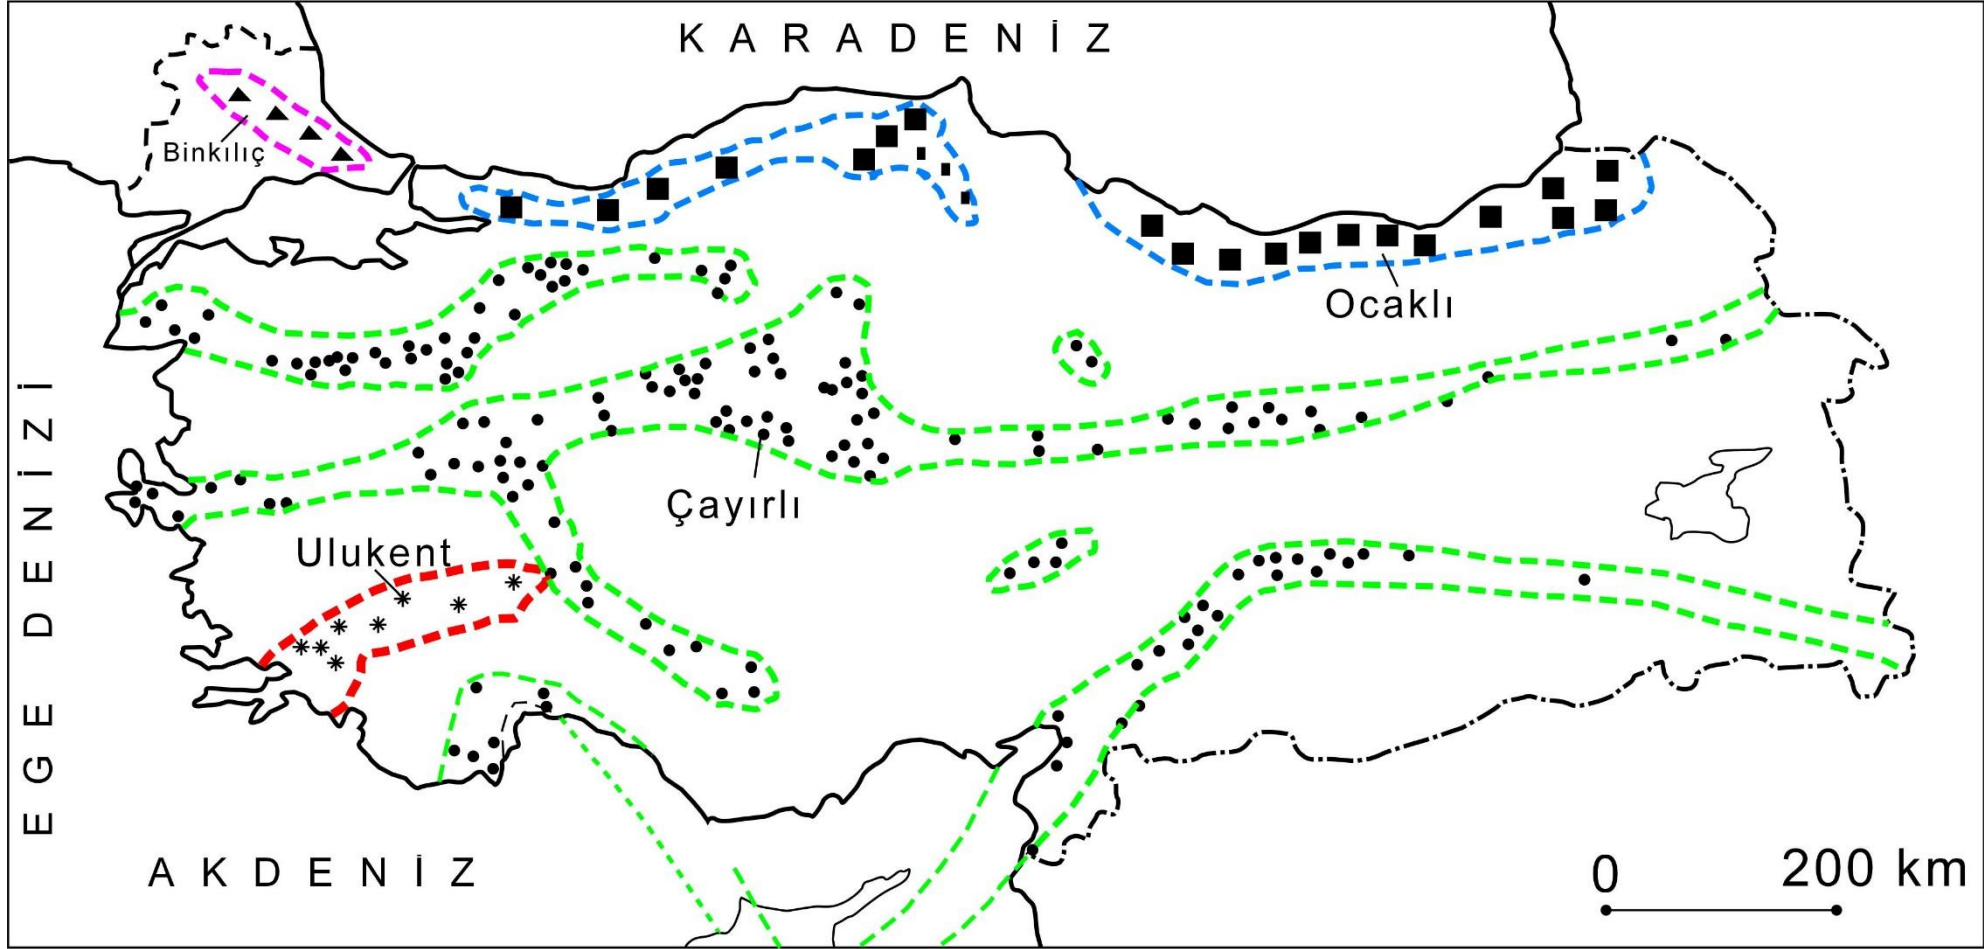 KARADENİZ
Binkılıç
Ocaklı
EGE DENİZİ
Çayırlı
Ulukent
AKDENİZ
0 200 km